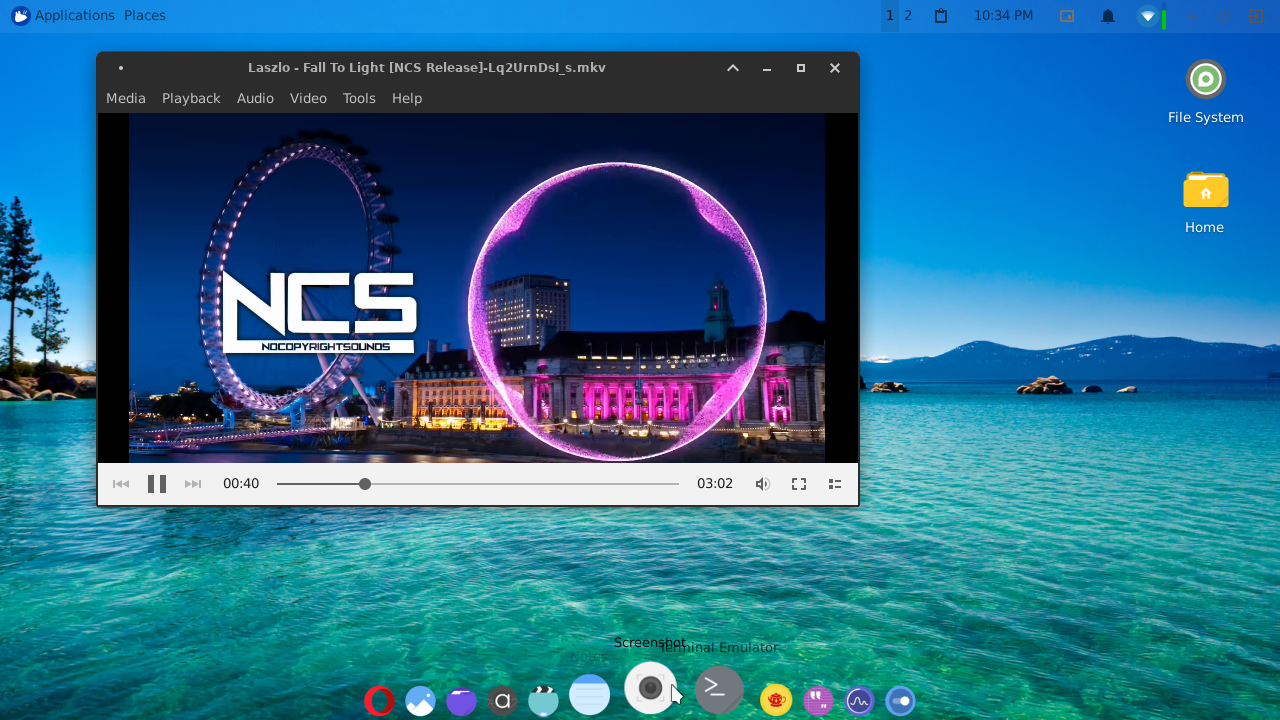 Applications Places 1 2 10:34 PM
Laszlo - Fall To Light [NCS Release]-Lq2UrnDsI_s.mkv
Media Playback Audio Video Tools Help
File System
Home
NCS
NOCOPYRIGHTSOUNDS
00:40 03:02
Screenshot
Terminal Emulator